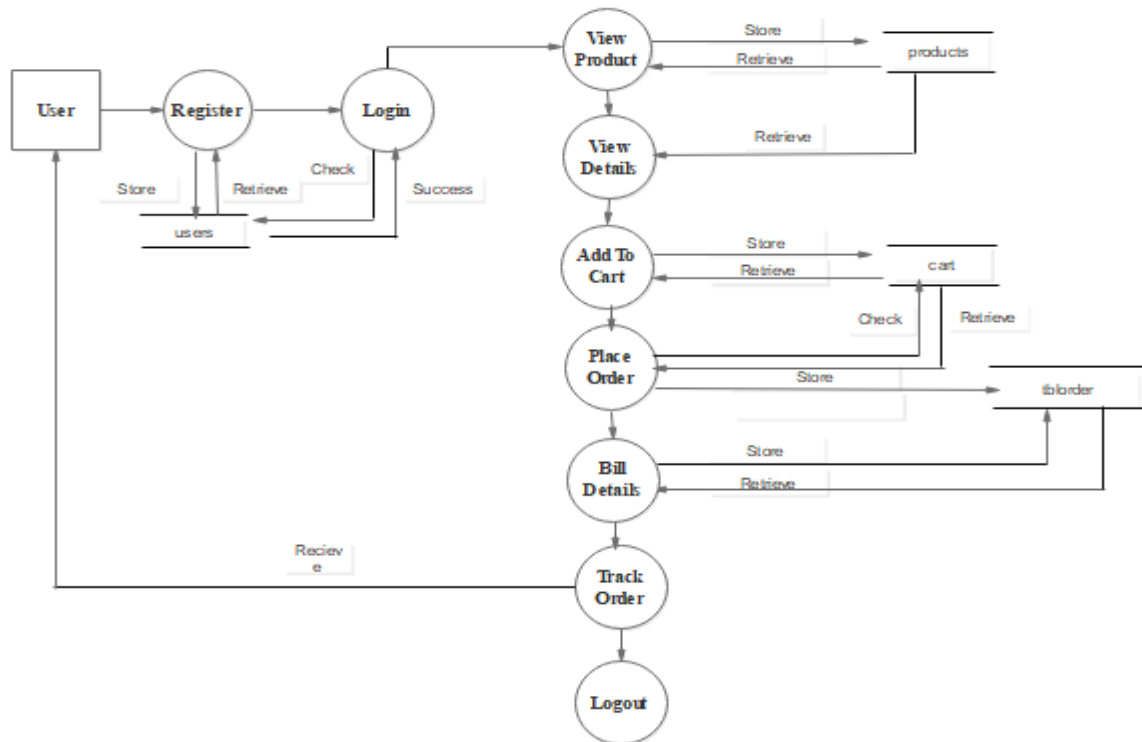 View
Product
Store
Retrieve
products
User
Register
Login
View
Details
Retrieve
Check
Store
Retrieve
Success
users
Add To
Cart
Store
Retrieve
cart
Check
Retrieve
Place
Order
Store
tblorder
Bill
Details
Store
Retrieve
Reciev
e
Track
Order
Logout